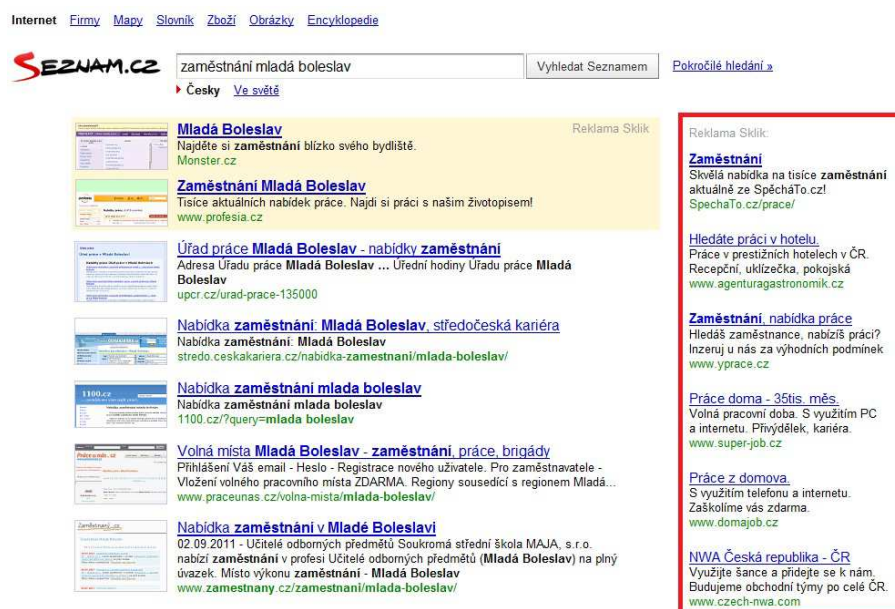 Internet Firmy Mapy Slovník Zboží Obrázky Encyklopedie
SEZNAM.CZ
zaměstnání mladá boleslav
Vyhledat Seznamem
Pokročilé hledání »
Česky Ve světě
Reklama Sklik
Mladá Boleslav
Najděte si zaměstnání blízko svého bydliště.
Monster.cz
Zaměstnání Mladá Boleslav
Tisíce aktuálních nabídek práce. Najdi si práci s našim životopisem!
www.profesia.cz
Úřad práce Mladá Boleslav - nabídky zaměstnání
Adresa Úřadu práce Mladá Boleslav ... Úřední hodiny Úřadu práce Mladá
Boleslav
upcr.cz/urad-prace-135000
Nabídka zaměstnání: Mladá Boleslav, středočeská kariéra
Nabídka zaměstnání: Mladá Boleslav
stredo.ceskakariera.cz/nabidka-zamestnani/mlada-boleslav/
1100.cz
Nabídka zaměstnání mlada boleslav
Nabídka zaměstnání mlada boleslav
1100.cz/?query=mlada boleslav
Práce u nás.cz
Volná místa Mladá Boleslav - zaměstnání, práce, brigády
Přihlášení Váš email - Heslo - Registrace nového uživatele. Pro zaměstnavatele -
Vložení volného pracovního místa ZDARMA. Regiony sousedící s regionem Mladá...
www.praceunas.cz/volna-mista/mlada-boleslav/
Zaměstnaný.cz
Nabídka zaměstnání v Mladé Boleslavi
02.09.2011 - Učitelé odborných předmětů Soukromá střední škola MAJA, s.r.o.
nabízí zaměstnání v profesi Učitelé odborných předmětů (Mladá Boleslav) na plný
úvazek. Místo výkonu zaměstnání - Mladá Boleslav
www.zamestnany.cz/zamestnani/mlada-boleslav/
Reklama Sklik:
Zaměstnání
Skvělá nabídka na tisíce zaměstnání
aktuálně ze SpěcháTo.cz!
SpechaTo.cz/prace/
Hledáte práci v hotelu.
Práce v prestižních hotelech v ČR.
Recepční, uklízečka, pokojská
www.agenturagastronomik.cz
Zaměstnání, nabídka práce
Hledáš zaměstnance, nabízíš práci?
Inzeruj u nás za výhodních podmínek
www.yprace.cz
Práce doma - 35tis. měs.
Volná pracovní doba. S využitím PC
a internetu. Přivýdělek, kariéra.
www.super-job.cz
Práce z domova.
S využitím telefonu a internetu.
Zaškolíme vás zdarma.
www.domajob.cz
NWA Česká republika - ČR
Využijte šance a přidejte se k nám.
Budujeme obchodní týmy po celé ČR.
www.czech-nwa.com